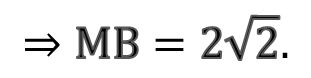 ⇒ MB = 2√2.